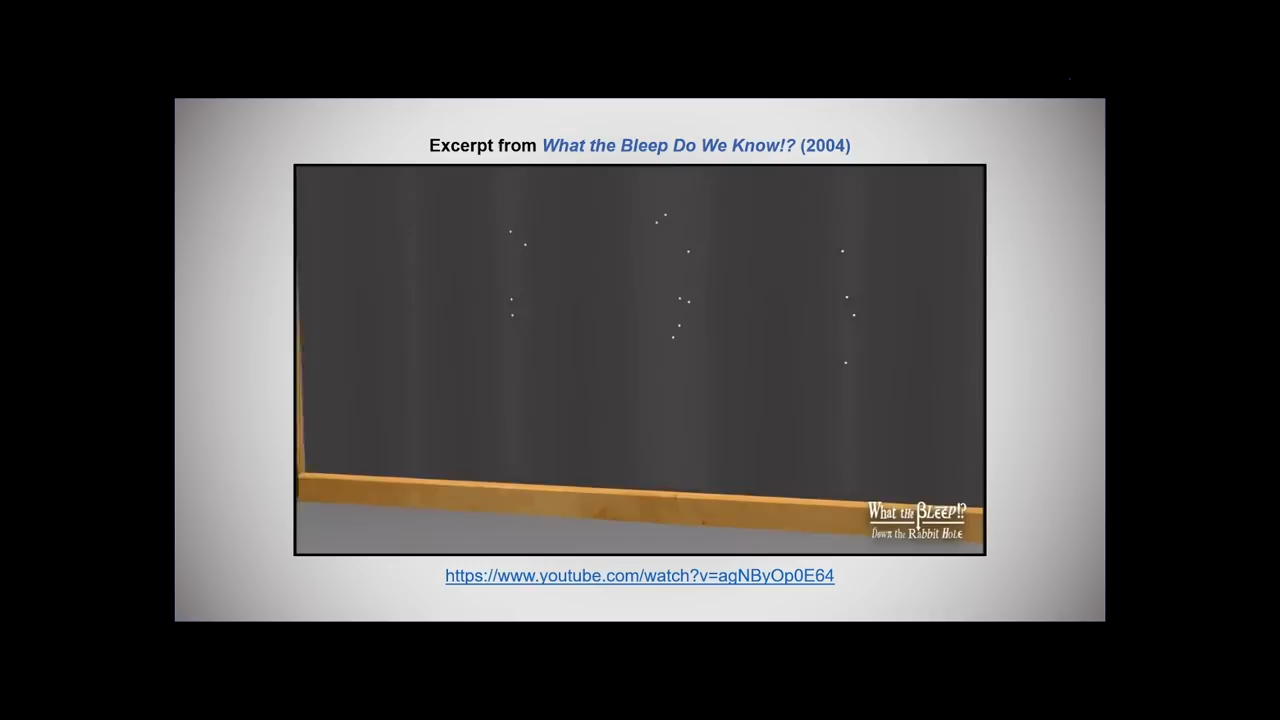 Excerpt from What the Bleep Do We Know!? (2004)
What the βLEEP!?
Down the Rabbit Hole
https://www.youtube.com/watch?v=agNByOp0E64